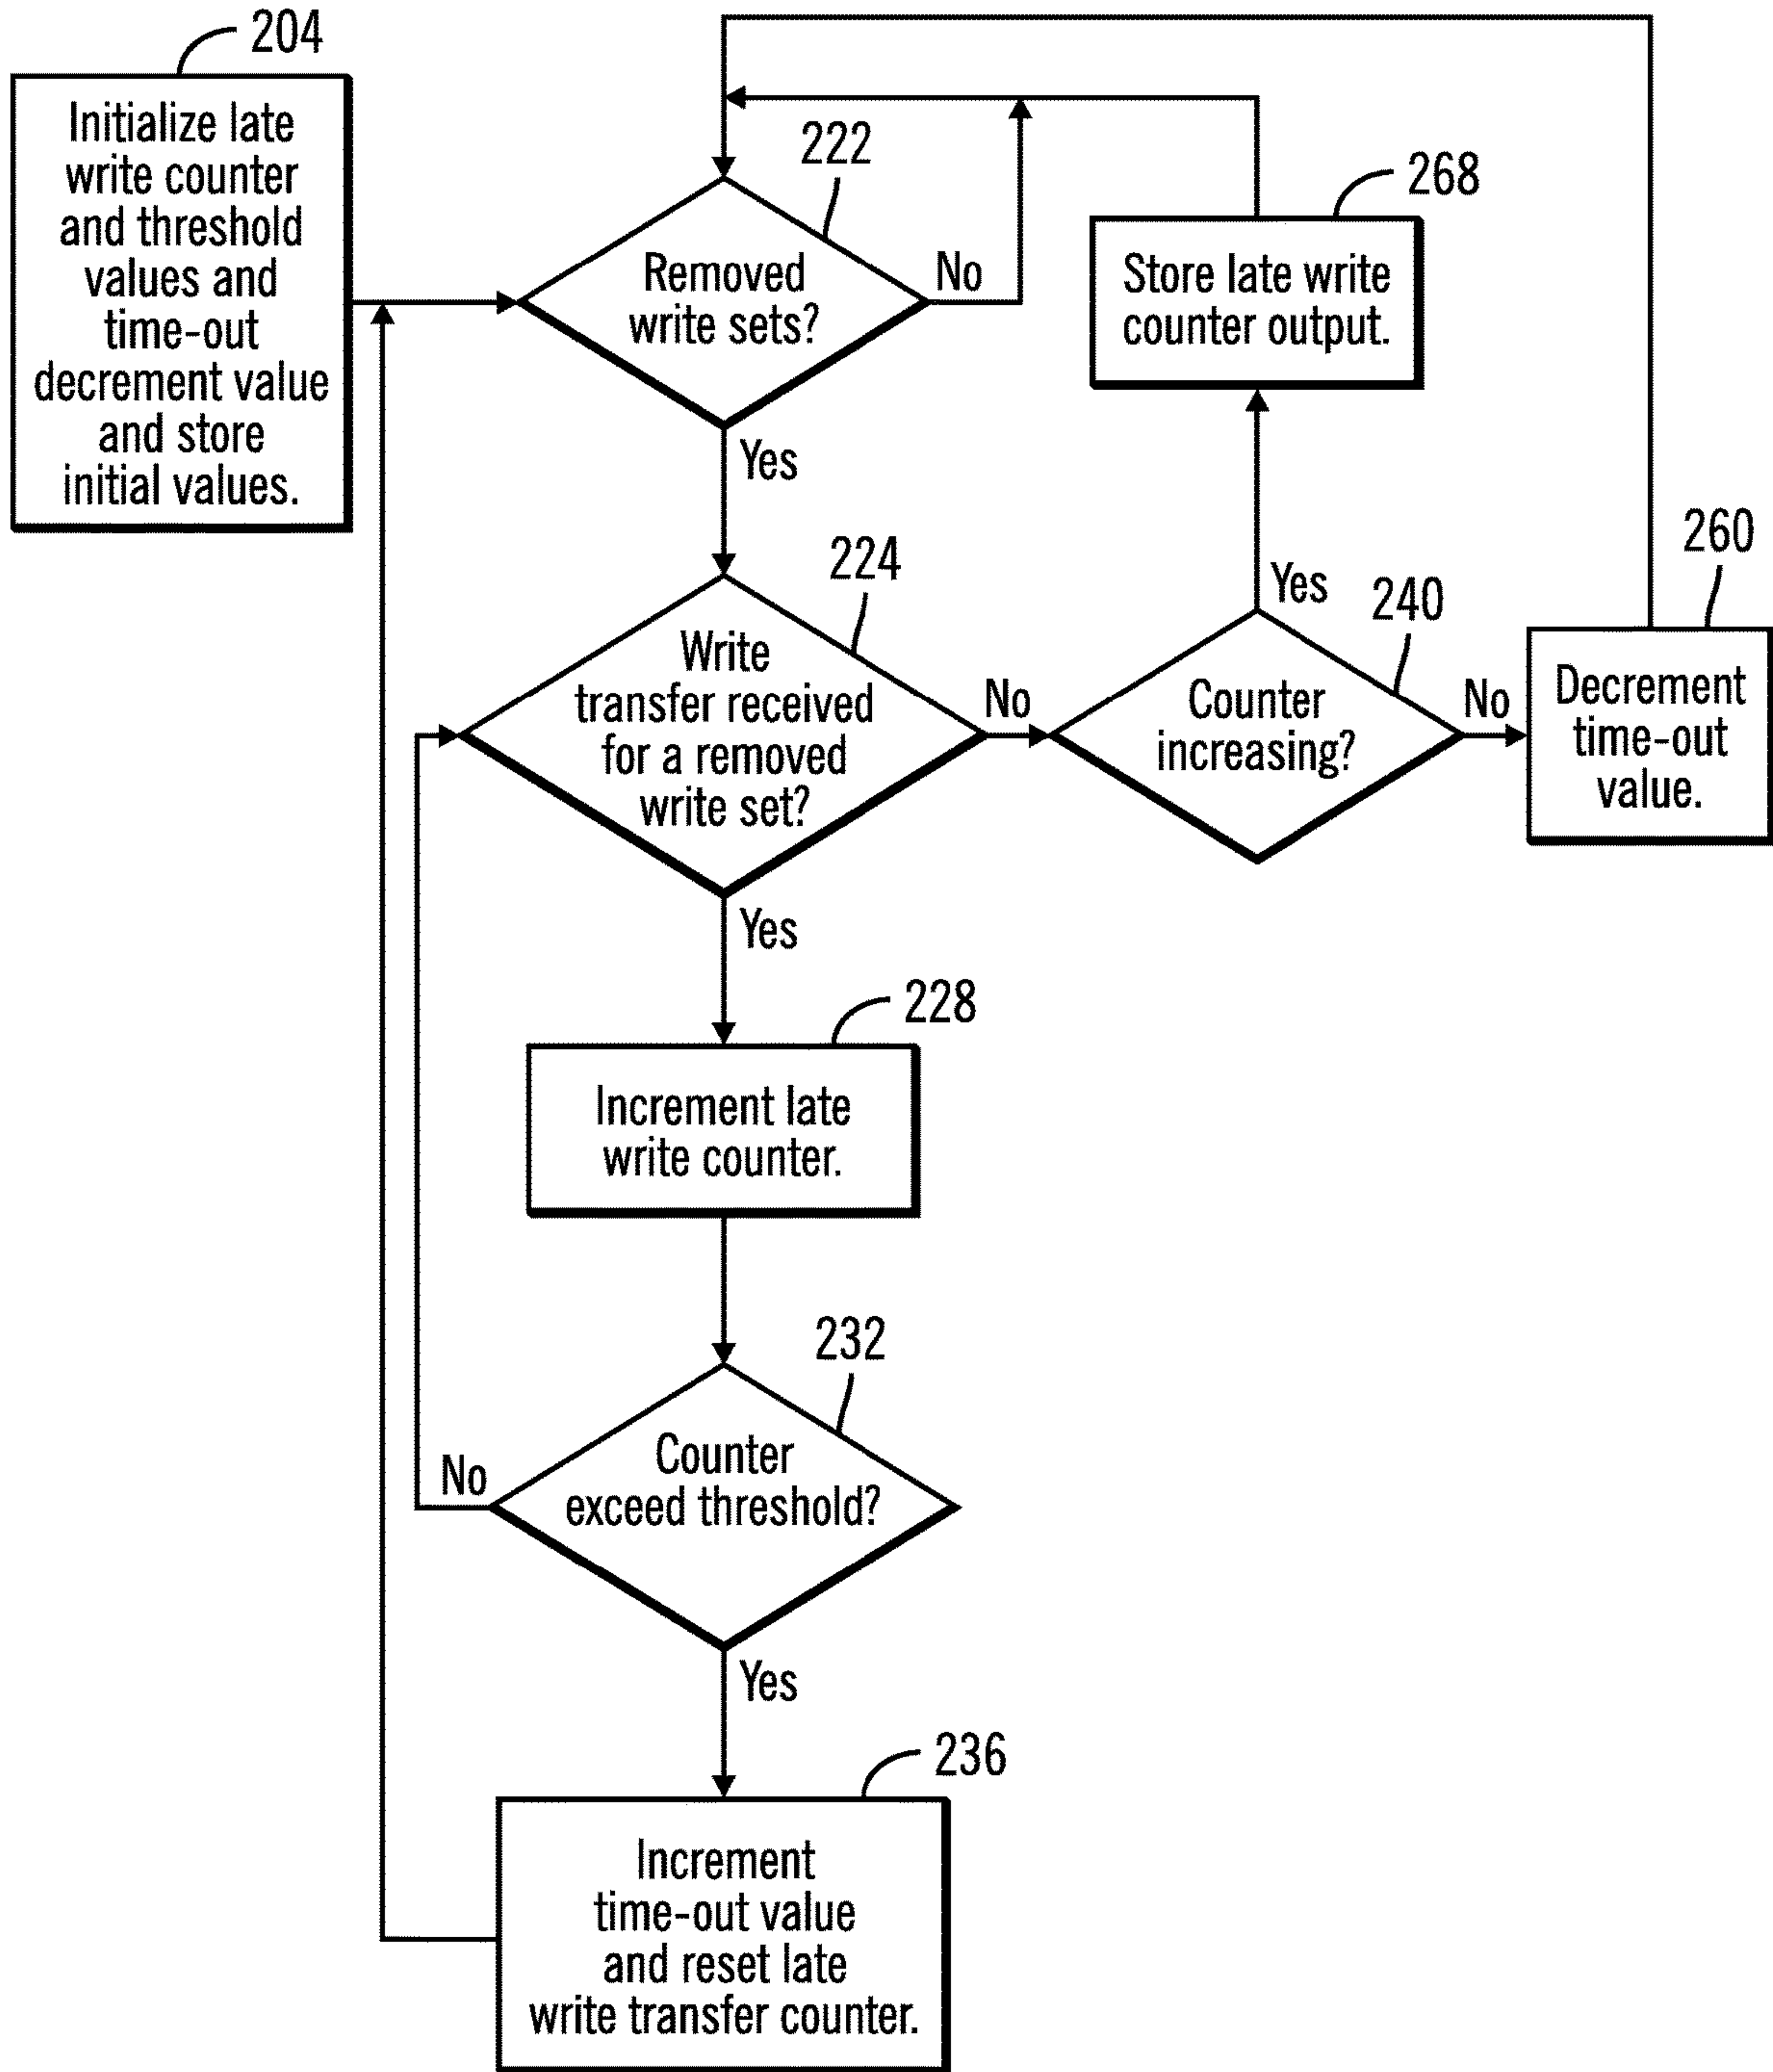 204
Initialize late
write counter
and threshold
values and
time-out
decrement value
and store
initial values.
222
Removed
write sets?
No
Yes
268
Store late write
counter output.
224
Write
transfer received
for a removed
write set?
No
Yes
240
Counter
increasing?
Yes
No
260
Decrement
time-out
value.
228
Increment late
write counter.
232
Counter
exceed threshold?
No
Yes
236
Increment
time-out value
and reset late
write transfer counter.